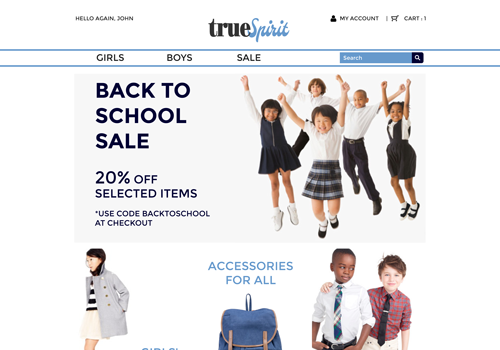 HELLO AGAIN, JOHN
trueSpirit
MY ACCOUNT | CART : 1
GIRLS BOYS SALE
Search
BACK TO
SCHOOL
SALE
20% OFF
SELECTED ITEMS
*USE CODE BACKTOSCHOOL
AT CHECKOUT
ACCESSORIES
FOR ALL